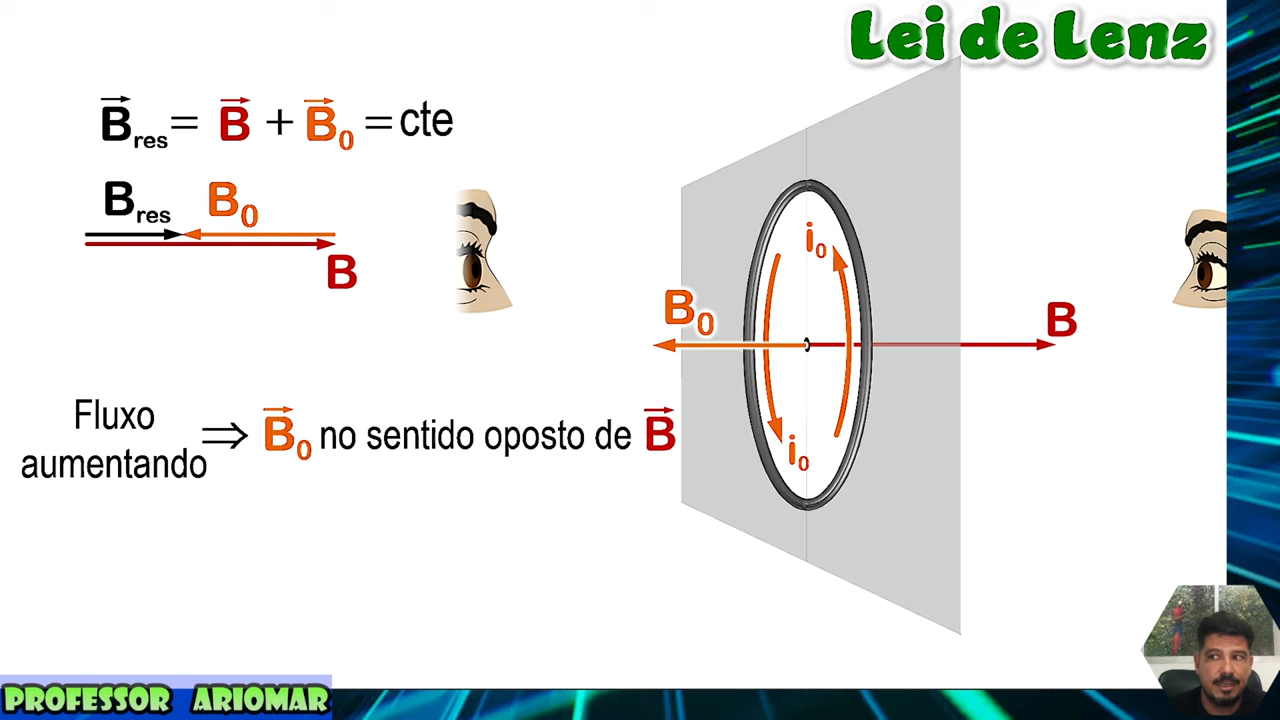 Lei de Lenz
B⃗res = B⃗ + B⃗0 = cte
Bres B0
B
i0
B0
B
i0
Fluxo
aumentando ⇒ B⃗0 no sentido oposto de B⃗
PROFESSOR ARIOMAR